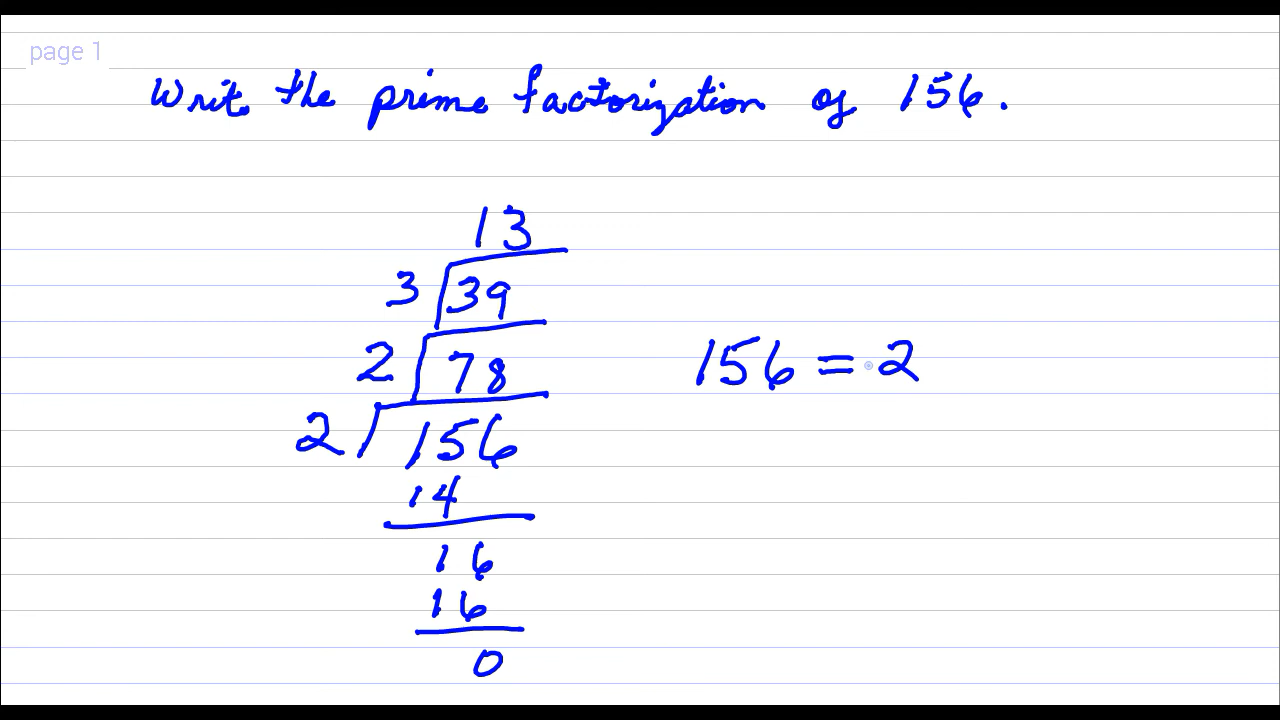 page 1
Write the prime factorization of 156.
13
3 39
2 78
156 = 2
2 156
14
16
16
0